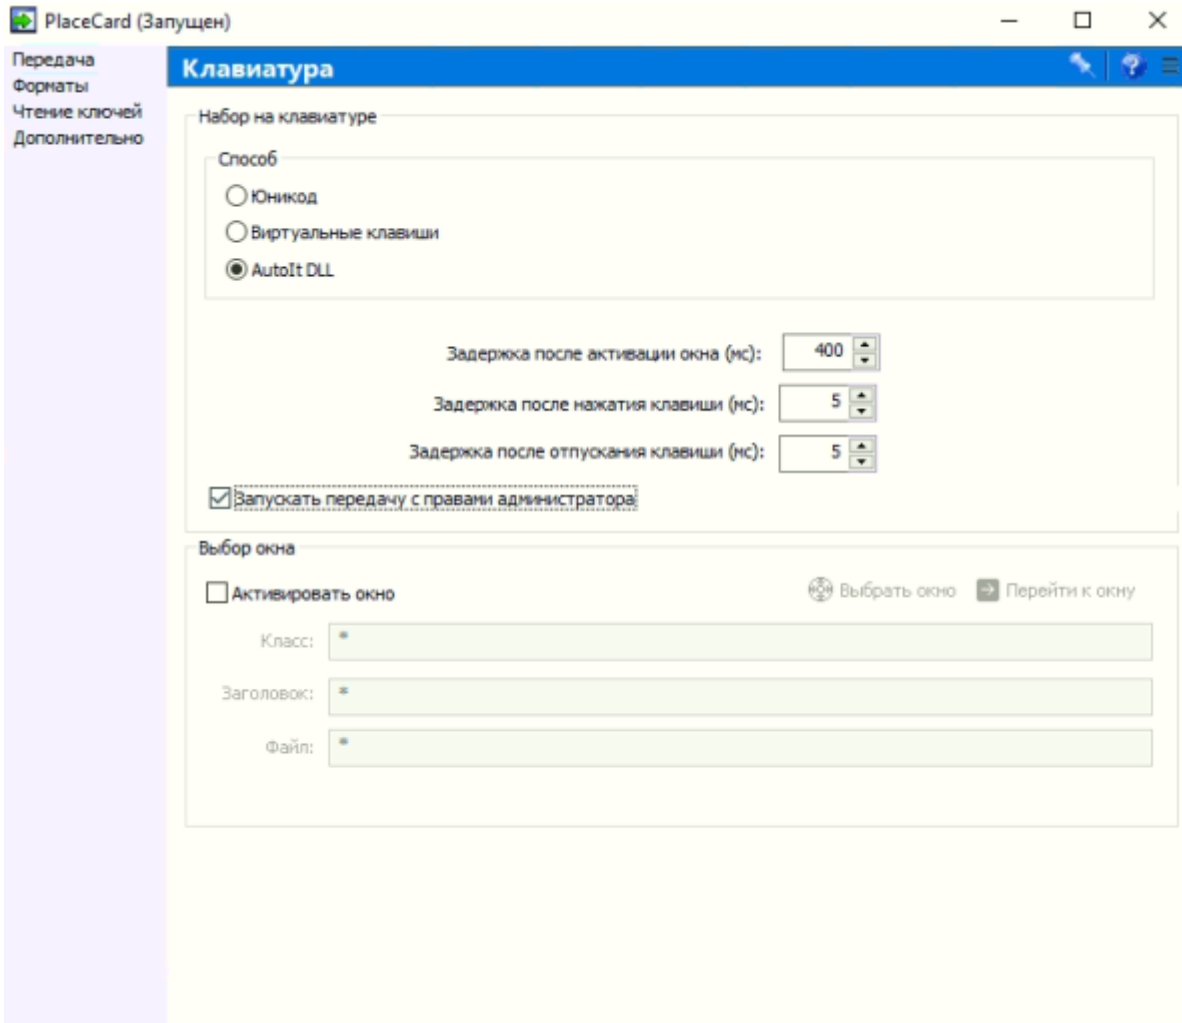 PlaceCard (Запущен)
Передача
Форматы
Чтение ключей
Дополнительно
Клавиатура
Набор на клавиатуре
Способ
Юникод
Виртуальные клавиши
AutoIt DLL
Задержка после активации окна (мс): 400
Задержка после нажатия клавиши (мс): 5
Задержка после отпускания клавиши (мс): 5
Запускать передачу с правами администратора
Выбор окна
Активировать окно Выбрать окно Перейти к окну
Класс: *
Заголовок: *
Файл: *